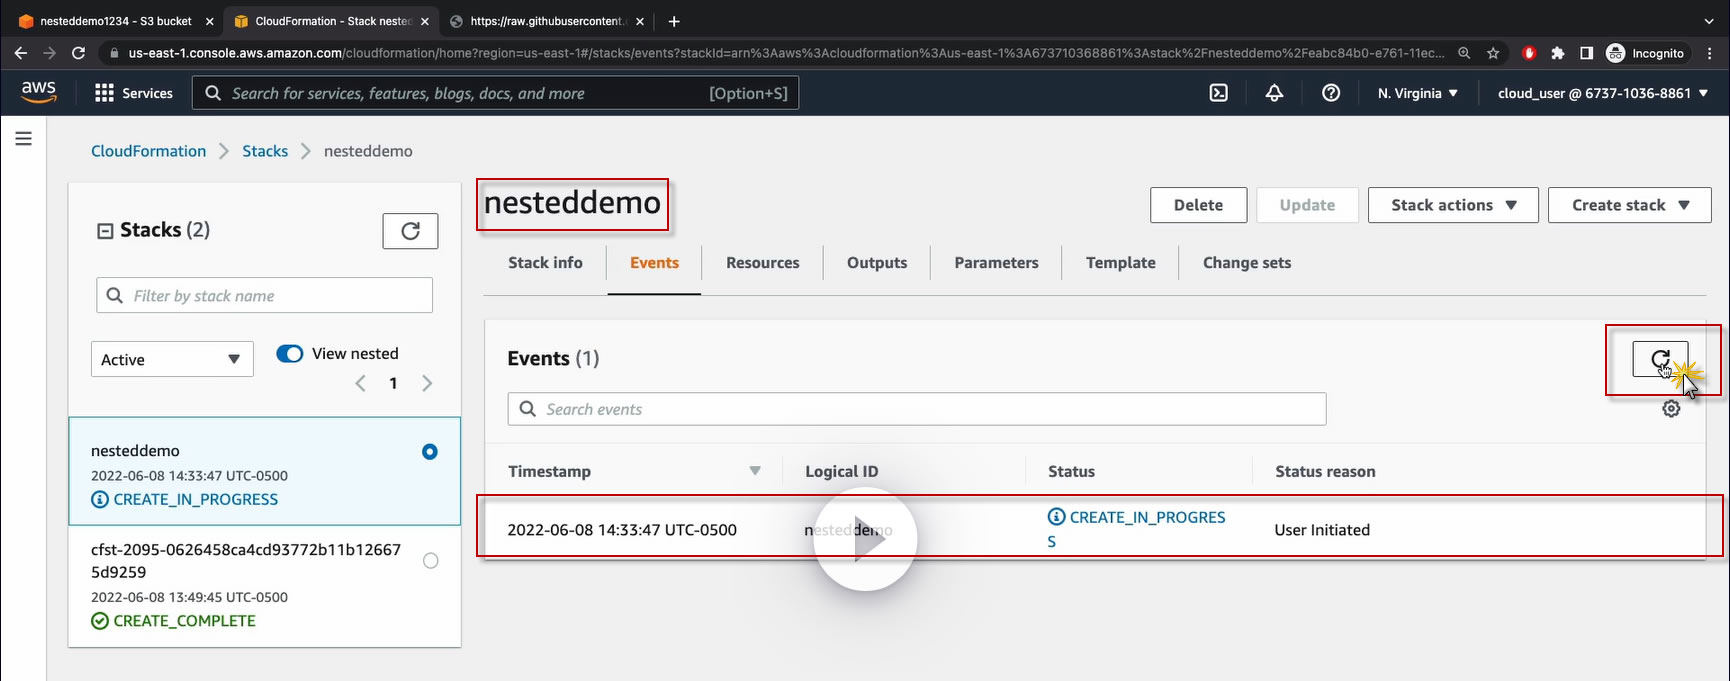 nesteddemo1234 - S3 bucket
CloudFormation - Stack nested
https://raw.githubusercontent.c
us-east-1.console.aws.amazon.com/cloudformation/home?region=us-east-1#/stacks/events?stackId=arn%3Aaws%3Acloudformation%3Aus-east-1%3A673710368861%3Astack%2Fnesteddemo%2Feabc84b0-e761-11ec...
Incognito
aws
Services
Search for services, features, blogs, docs, and more
[Option+S]
N. Virginia
cloud_user @ 6737-1036-8861
CloudFormation
Stacks
nesteddemo
Stacks (2)
Filter by stack name
Active
View nested
1
nesteddemo
2022-06-08 14:33:47 UTC-0500
CREATE_IN_PROGRESS
cfst-2095-0626458ca4cd93772b11b12667
5d9259
2022-06-08 13:49:45 UTC-0500
CREATE_COMPLETE
nesteddemo
Delete
Update
Stack actions
Create stack
Stack info
Events
Resources
Outputs
Parameters
Template
Change sets
Events (1)
Search events
Timestamp
Logical ID
Status
Status reason
2022-06-08 14:33:47 UTC-0500
nesteddemo
CREATE_IN_PROGRES
S
User Initiated